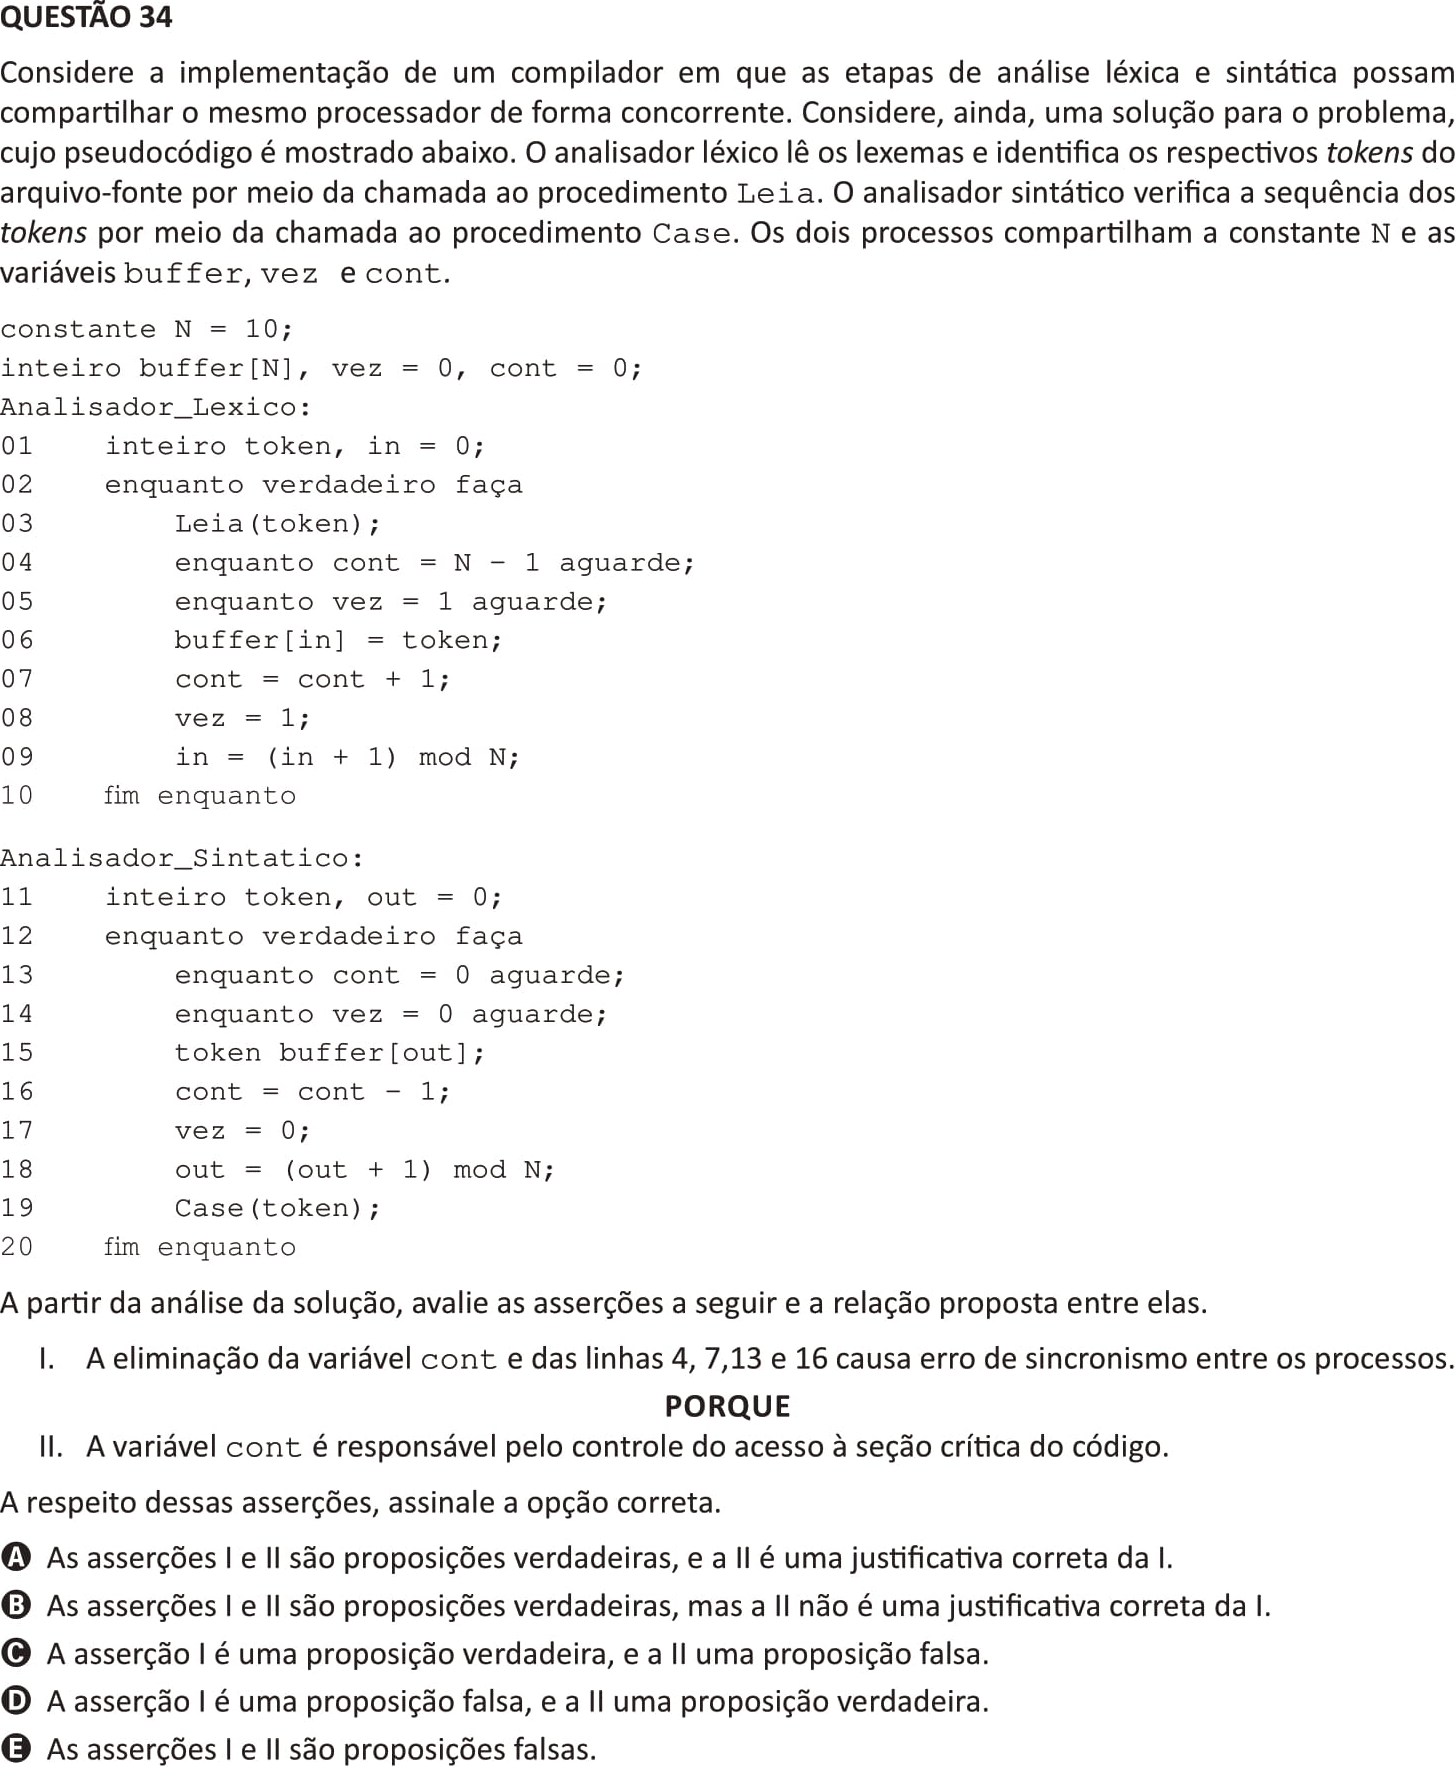 QUESTÃO 34
Considere a implementação de um compilador em que as etapas de análise léxica e sintática possam
compartilhar o mesmo processador de forma concorrente. Considere, ainda, uma solução para o problema,
cujo pseudocódigo é mostrado abaixo. O analisador léxico lê os lexemas e identifica os respectivos tokens do
arquivo-fonte por meio da chamada ao procedimento Leia. O analisador sintático verifica a sequência dos
tokens por meio da chamada ao procedimento Case. Os dois processos compartilham a constante N e as
variáveis buffer, vez e cont.
constante N = 10;
inteiro buffer[N], vez = 0, cont = 0;
Analisador_Lexico:
01 inteiro token, in = 0;
02 enquanto verdadeiro faça
03 Leia(token);
04 enquanto cont = N – 1 aguarde;
05 enquanto vez = 1 aguarde;
06 buffer[in] = token;
07 cont = cont + 1;
08 vez = 1;
09 in = (in + 1) mod N;
10 fim enquanto
Analisador_Sintatico:
11 inteiro token, out = 0;
12 enquanto verdadeiro faça
13 enquanto cont = 0 aguarde;
14 enquanto vez = 0 aguarde;
15 token buffer[out];
16 cont = cont – 1;
17 vez = 0;
18 out = (out + 1) mod N;
19 Case(token);
20 fim enquanto
A partir da análise da solução, avalie as asserções a seguir e a relação proposta entre elas.
I. A eliminação da variável cont e das linhas 4, 7,13 e 16 causa erro de sincronismo entre os processos.
PORQUE
II. A variável cont é responsável pelo controle do acesso à seção crítica do código.
A respeito dessas asserções, assinale a opção correta.
A As asserções I e II são proposições verdadeiras, e a II é uma justificativa correta da I.
B As asserções I e II são proposições verdadeiras, mas a II não é uma justificativa correta da I.
C A asserção I é uma proposição verdadeira, e a II uma proposição falsa.
D A asserção I é uma proposição falsa, e a II uma proposição verdadeira.
E As asserções I e II são proposições falsas.